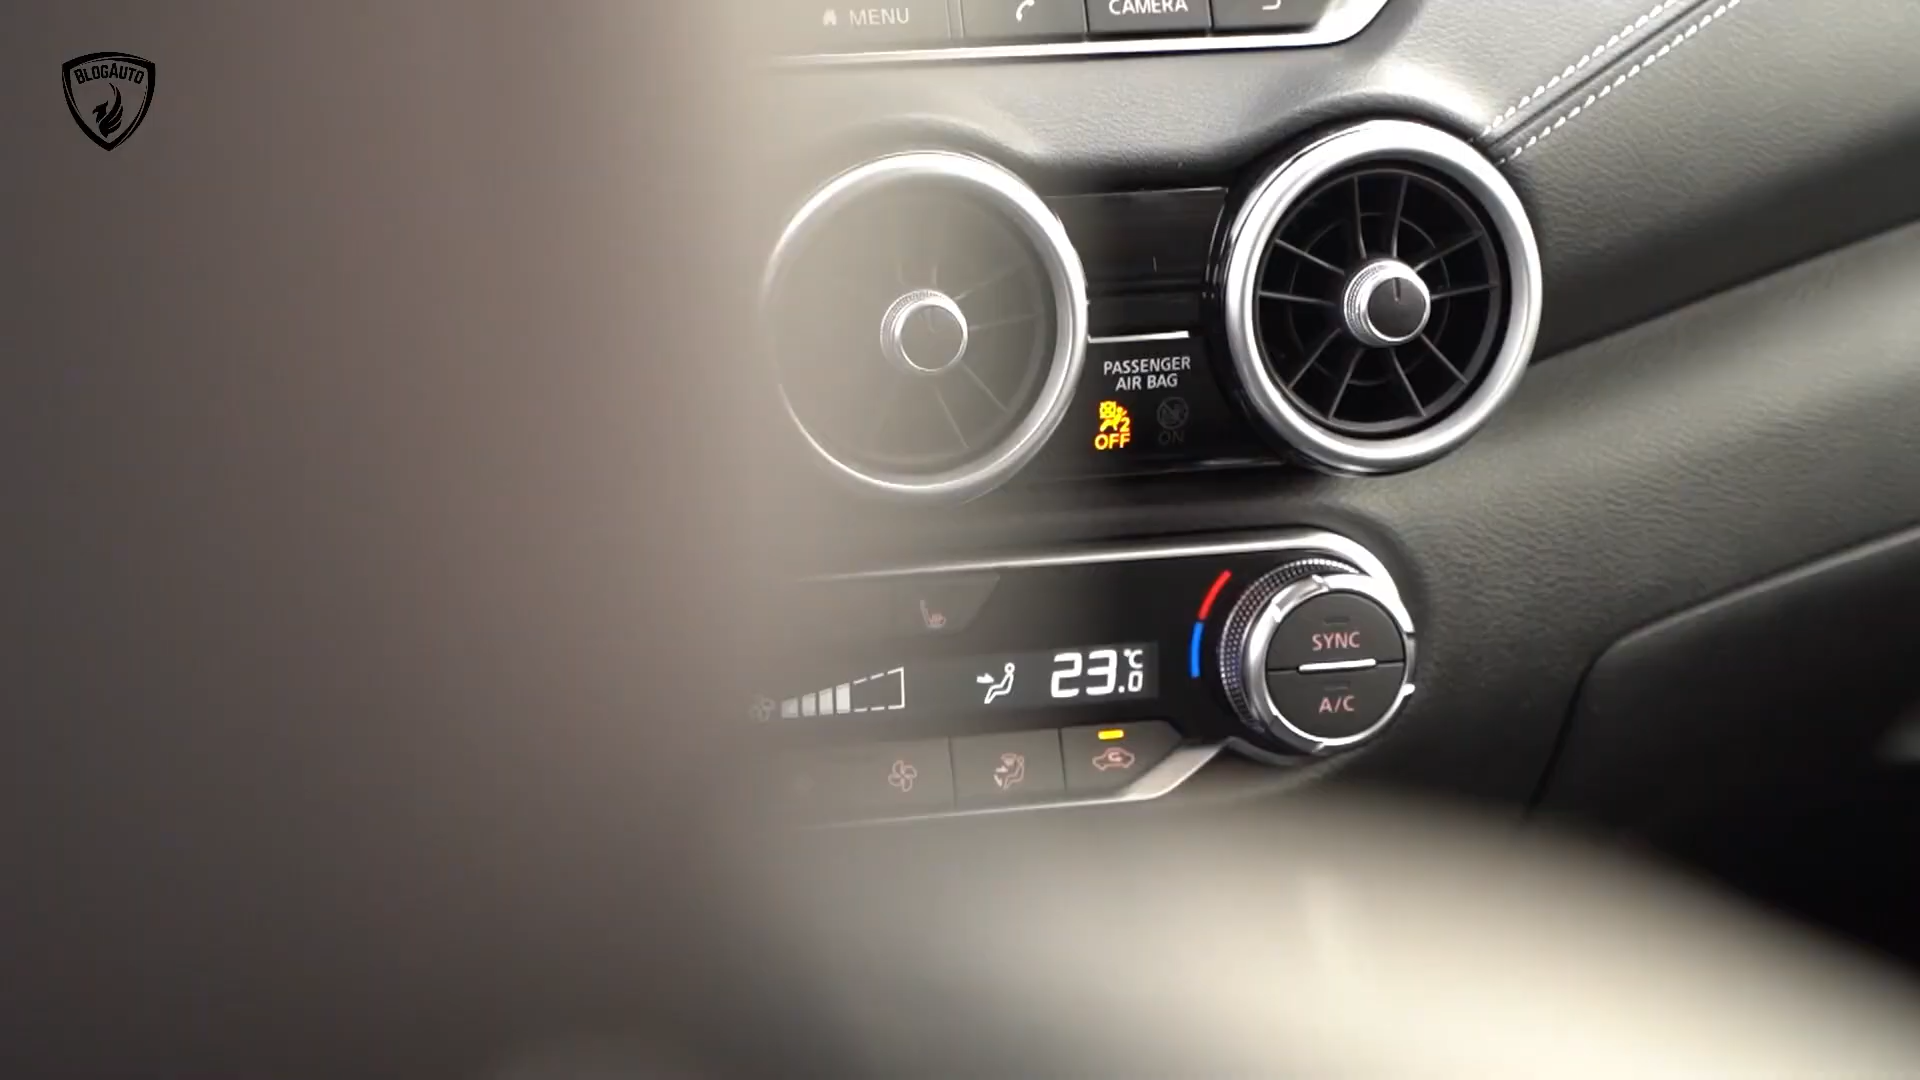 MENU
CAMERA
BLOGAUTO
PASSENGER
AIR BAG
2
OFF
ON
SYNC
23.0
°C
A/C